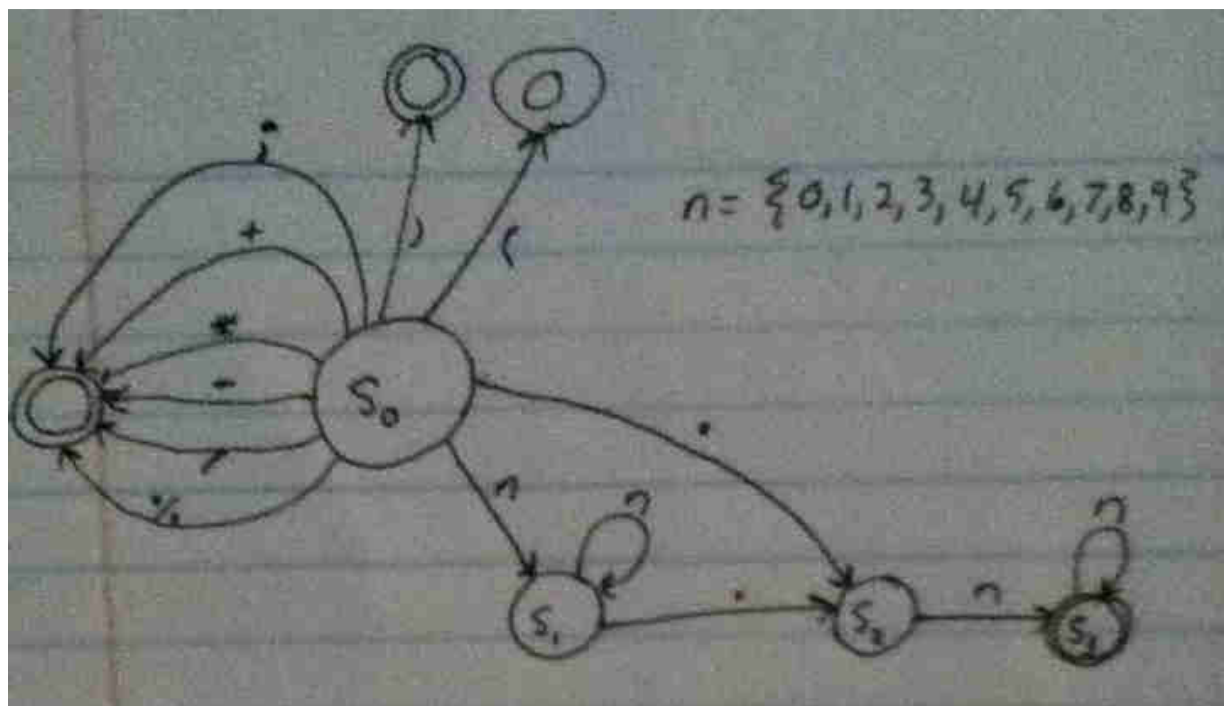 ;
+
) (
n= {0,1,2,3,4,5,6,7,8,9}
*
-
S₀
/
.
%
n
n
n
S₁
.
S₂
n
S₃